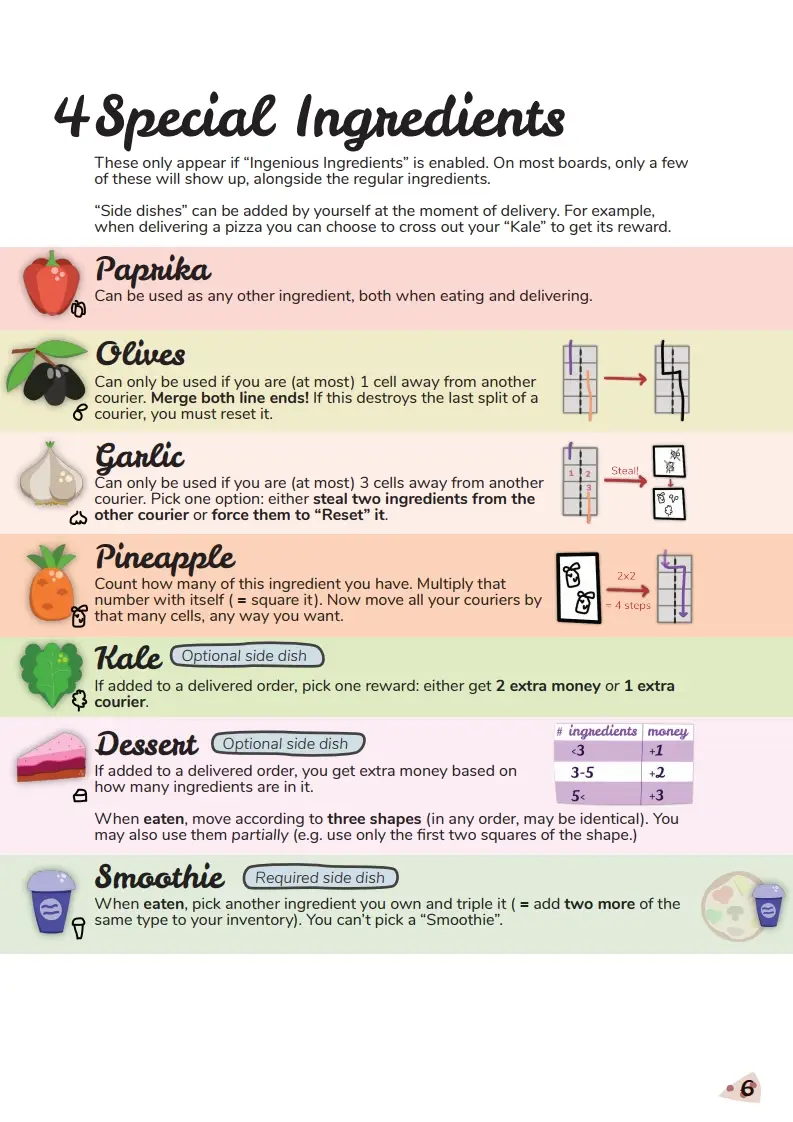 4 Special Ingredients
These only appear if “Ingenious Ingredients” is enabled. On most boards, only a few
of these will show up, alongside the regular ingredients.
“Side dishes” can be added by yourself at the moment of delivery. For example,
when delivering a pizza you can choose to cross out your “Kale” to get its reward.
Paprika
Can be used as any other ingredient, both when eating and delivering.
Olives
Can only be used if you are (at most) 1 cell away from another
courier. Merge both line ends! If this destroys the last split of a
courier, you must reset it.
Garlic
Can only be used if you are (at most) 3 cells away from another
courier. Pick one option: either steal two ingredients from the
other courier or force them to “Reset” it.
1 2
3
Steal!
Pineapple
Count how many of this ingredient you have. Multiply that
number with itself ( = square it). Now move all your couriers by
that many cells, any way you want.
2x2
= 4 steps
Kale Optional side dish
If added to a delivered order, pick one reward: either get 2 extra money or 1 extra
courier.
Dessert Optional side dish
If added to a delivered order, you get extra money based on
how many ingredients are in it.
# ingredients money
<3 +1
3-5 +2
5< +3
When eaten, move according to three shapes (in any order, may be identical). You
may also use them partially (e.g. use only the first two squares of the shape.)
Smoothie Required side dish
When eaten, pick another ingredient you own and triple it ( = add two more of the
same type to your inventory). You can’t pick a “Smoothie”.
6